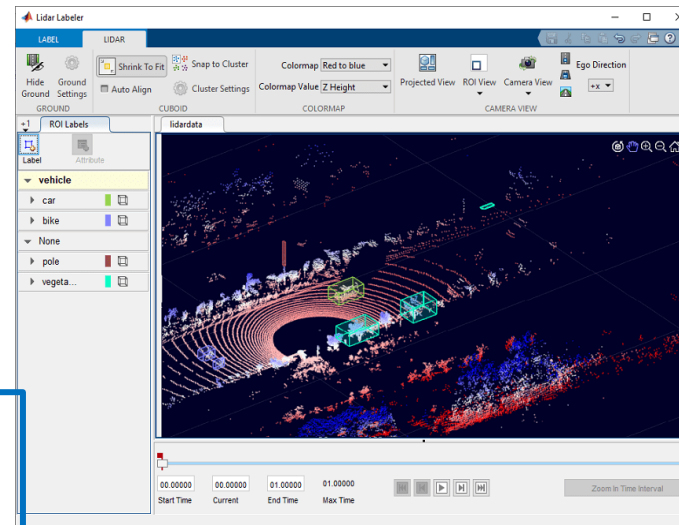 Lidar Labeler
LABEL LIDAR
Hide Ground
Ground Settings
Shrink To Fit
Auto Align
Snap to Cluster
Cluster Settings
Colormap Red to blue
Colormap Value Z Height
Projected View
ROI View
Camera View
Ego Direction
+x
GROUND CUBOID COLORMAP CAMERA VIEW
+1 ROI Labels lidardata
Label Attribute
vehicle
car
bike
None
pole
vegeta...
00.00000 00.00000 01.00000 01.00000
Start Time Current End Time Max Time
Zoom In Time Interval